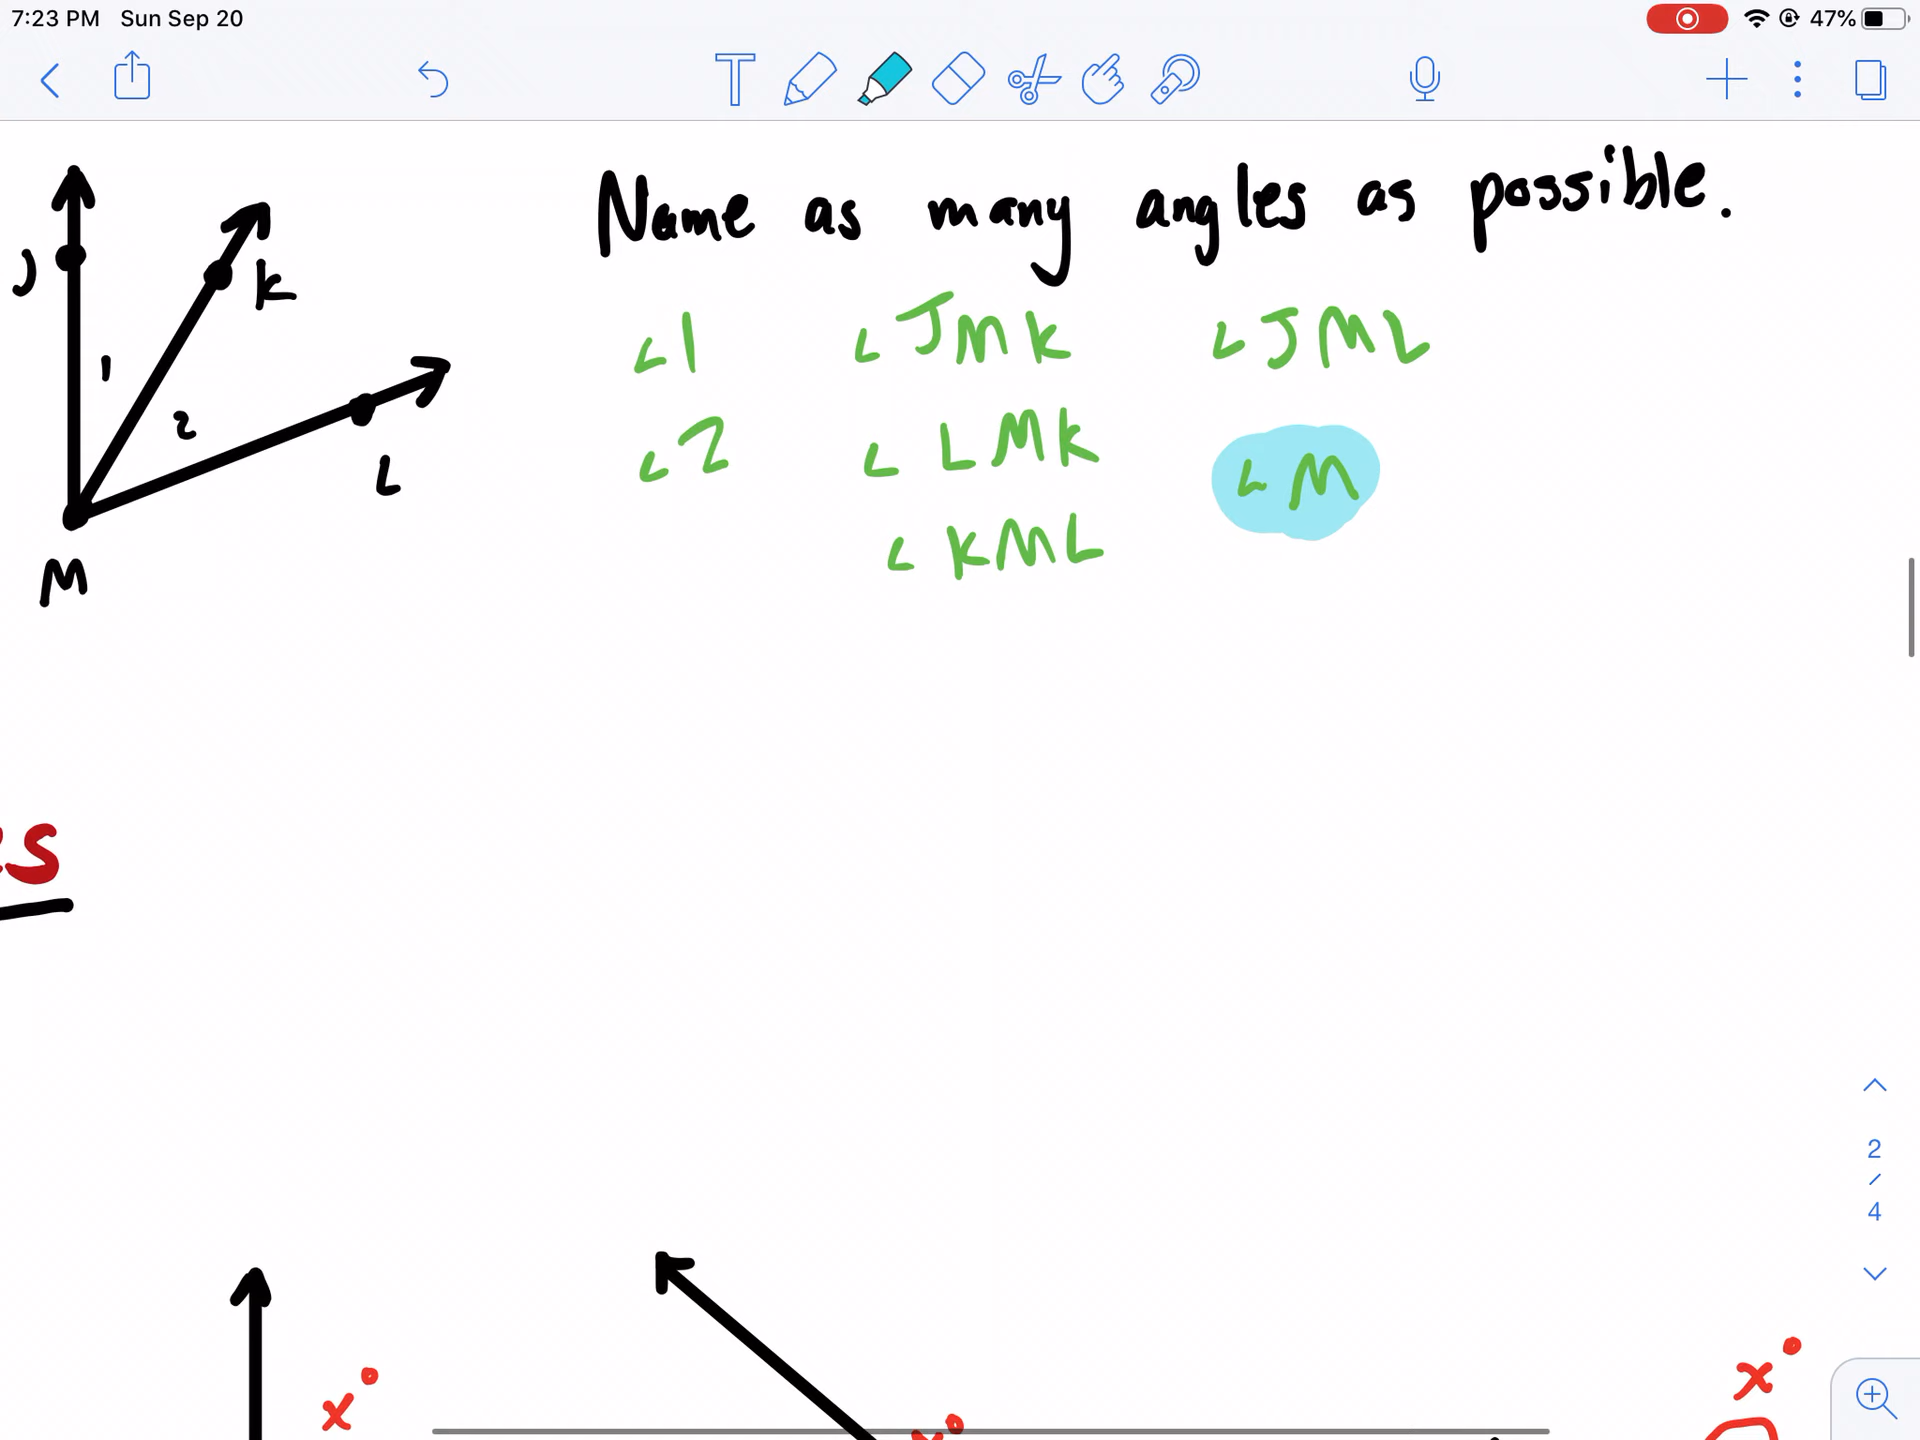 7:23 PM Sun Sep 20 47%
Name as many angles as possible.
J
K
1
2
L
M
∠1 ∠JMK ∠JML
∠2 ∠LMK ∠M
∠KML
s
2
/
4
x°
x°
x°